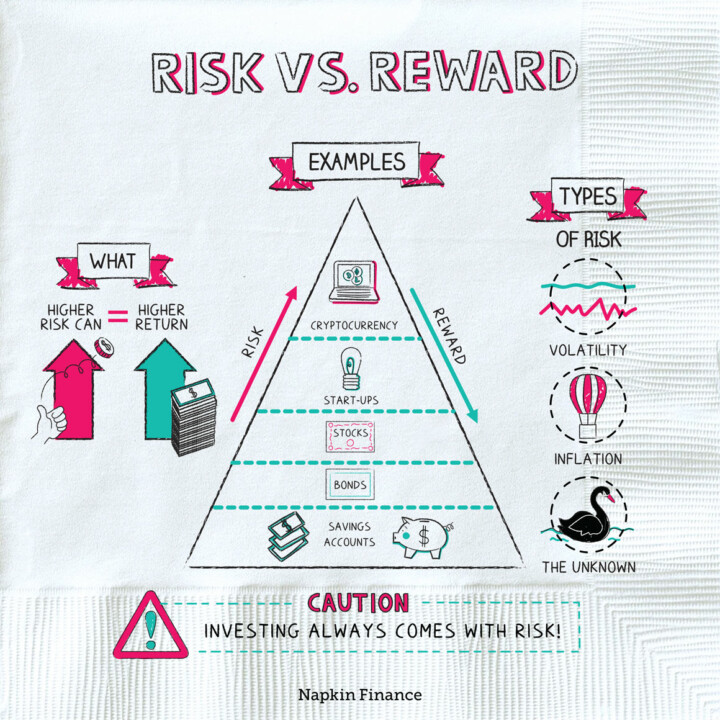 RISK VS. REWARD
EXAMPLES
WHAT
HIGHER RISK CAN = HIGHER RETURN
RISK
REWARD
CRYPTOCURRENCY
START-UPS
STOCKS
BONDS
SAVINGS
ACCOUNTS
$
TYPES
OF RISK
VOLATILITY
INFLATION
THE UNKNOWN
CAUTION
INVESTING ALWAYS COMES WITH RISK!
Napkin Finance